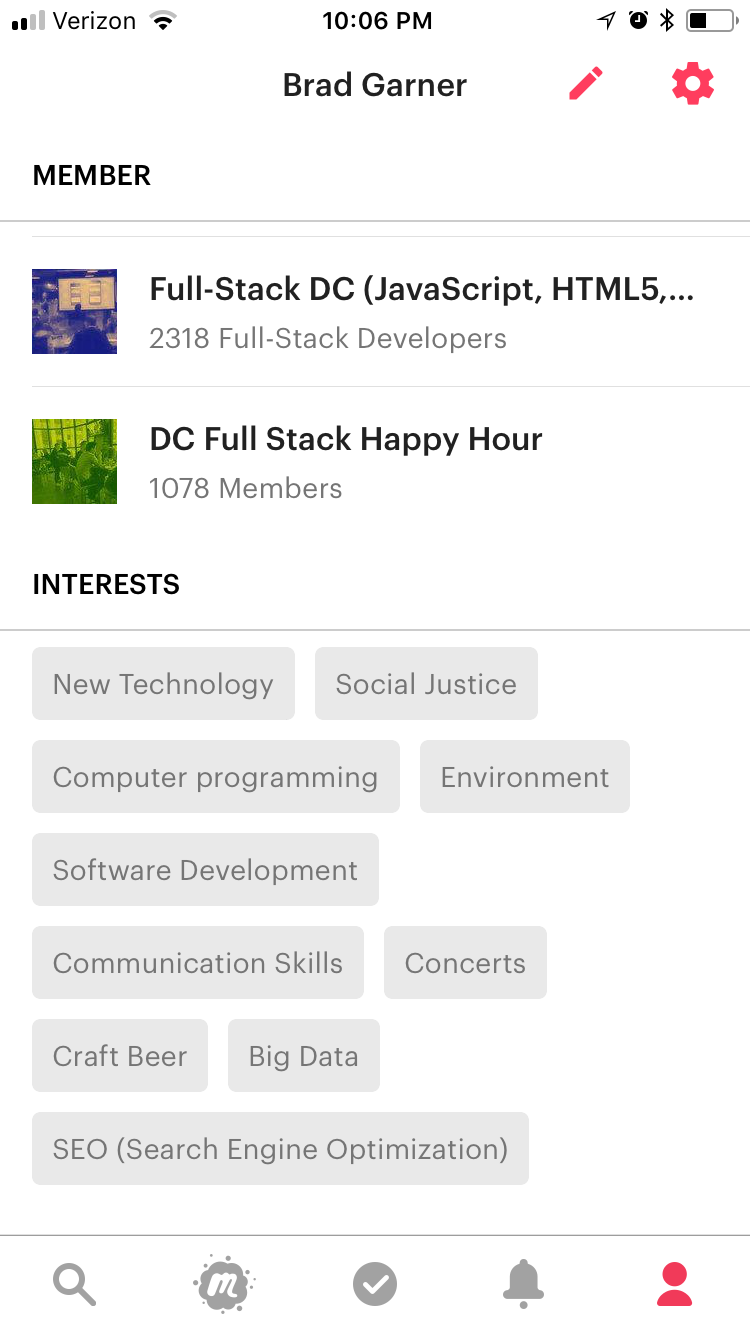 Verizon 10:06 PM
Brad Garner
MEMBER
Full-Stack DC (JavaScript, HTML5,...
2318 Full-Stack Developers
DC Full Stack Happy Hour
1078 Members
INTERESTS
New Technology Social Justice
Computer programming Environment
Software Development
Communication Skills Concerts
Craft Beer Big Data
SEO (Search Engine Optimization)
m